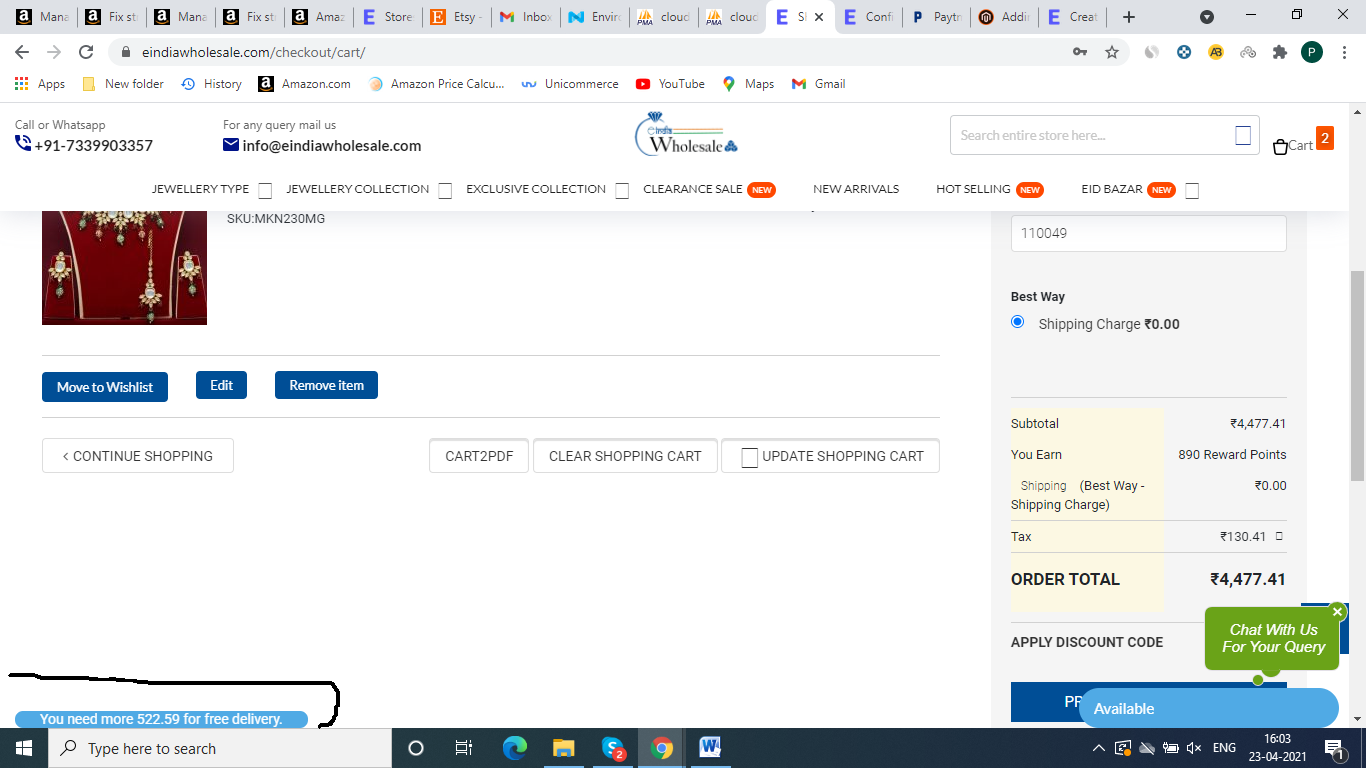 Mana
Fix st
Mana
Fix st
Amaz
Store
Etsy -
Inbox
Envir
cloud
cloud
Confi
Paytn
Addi
Creat
eindiawholesale.com/checkout/cart/
P
Apps
New folder
History
Amazon.com
Amazon Price Calcu...
Unicommerce
YouTube
Maps
Gmail
Call or Whatsapp
+91-7339903357
For any query mail us
info@eindiawholesale.com
eIndia
Wholesale
Search entire store here...
Cart 2
JEWELLERY TYPE
JEWELLERY COLLECTION
EXCLUSIVE COLLECTION
CLEARANCE SALE NEW
NEW ARRIVALS
HOT SELLING NEW
EID BAZAR NEW
SKU:MKN230MG
110049
Best Way
Shipping Charge ₹0.00
Move to Wishlist
Edit
Remove item
< CONTINUE SHOPPING
CART2PDF
CLEAR SHOPPING CART
UPDATE SHOPPING CART
Subtotal ₹4,477.41
You Earn 890 Reward Points
Shipping (Best Way - ₹0.00
Shipping Charge)
Tax ₹130.41
ORDER TOTAL ₹4,477.41
APPLY DISCOUNT CODE
Chat With Us
For Your Query
Available
You need more 522.59 for free delivery.
Type here to search
2
ENG
16:03
23-04-2021
1